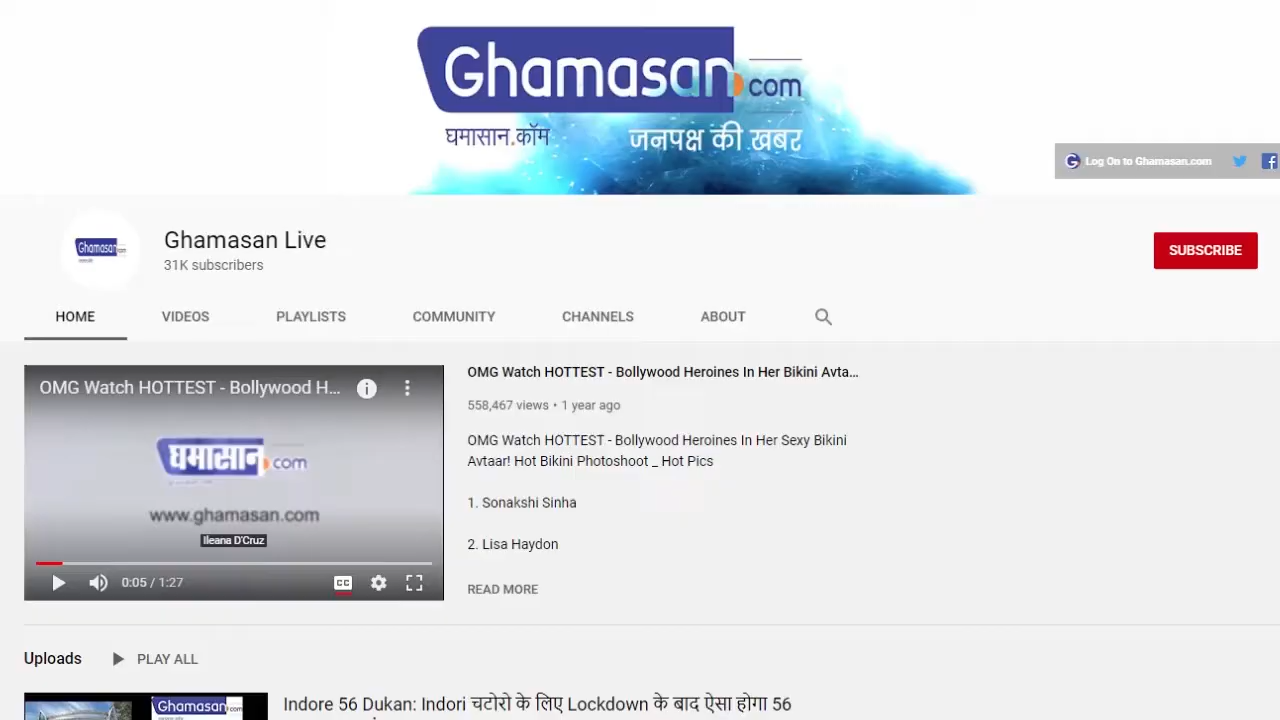 Ghamasan.com
घमासान.कॉम
जनपक्ष की खबर
Log On to Ghamasan.com
Ghamasan Live
31K subscribers
SUBSCRIBE
HOME
VIDEOS
PLAYLISTS
COMMUNITY
CHANNELS
ABOUT
OMG Watch HOTTEST - Bollywood H...
घमासान.com
www.ghamasan.com
Ileana D'Cruz
0:05 / 1:27
CC
OMG Watch HOTTEST - Bollywood Heroines In Her Bikini Avta...
558,467 views • 1 year ago
OMG Watch HOTTEST - Bollywood Heroines In Her Sexy Bikini
Avtaar! Hot Bikini Photoshoot _ Hot Pics
1. Sonakshi Sinha
2. Lisa Haydon
READ MORE
Uploads
PLAY ALL
Ghamasan
Indore 56 Dukan: Indori चटोरो के लिए Lockdown के बाद ऐसा होगा 56